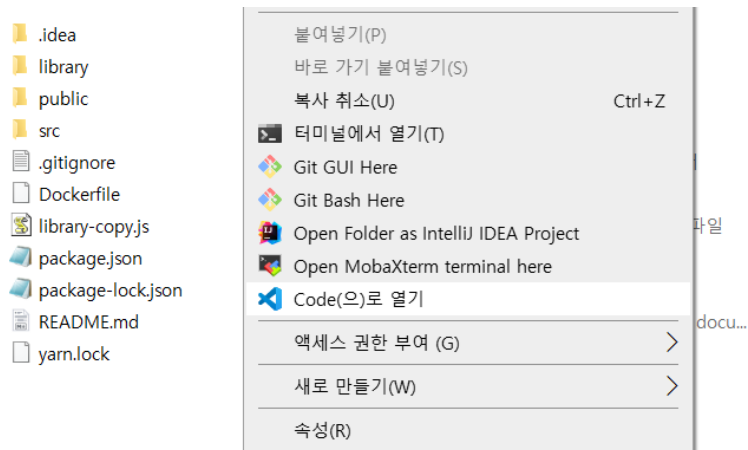 .idea
library
public
src
.gitignore
Dockerfile
library-copy.js
package.json
package-lock.json
README.md
yarn.lock
붙여넣기(P)
바로 가기 붙여넣기(S)
복사 취소(U) Ctrl+Z
터미널에서 열기(T)
Git GUI Here
Git Bash Here
Open Folder as IntelliJ IDEA Project
Open MobaXterm terminal here
Code(으)로 열기
액세스 권한 부여 (G)
새로 만들기(W)
속성(R)
파일
docu...